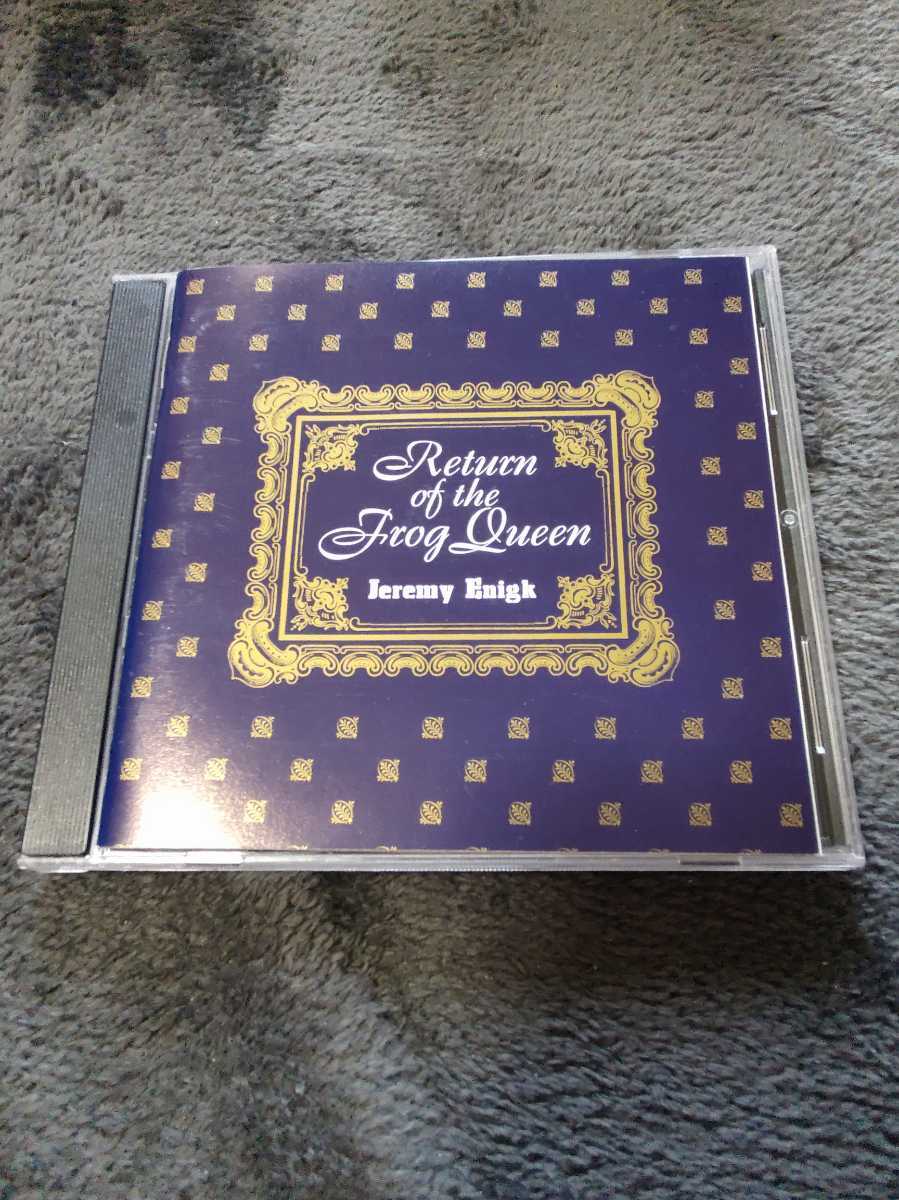 Return
of the
Frog Queen
Jeremy Enigk